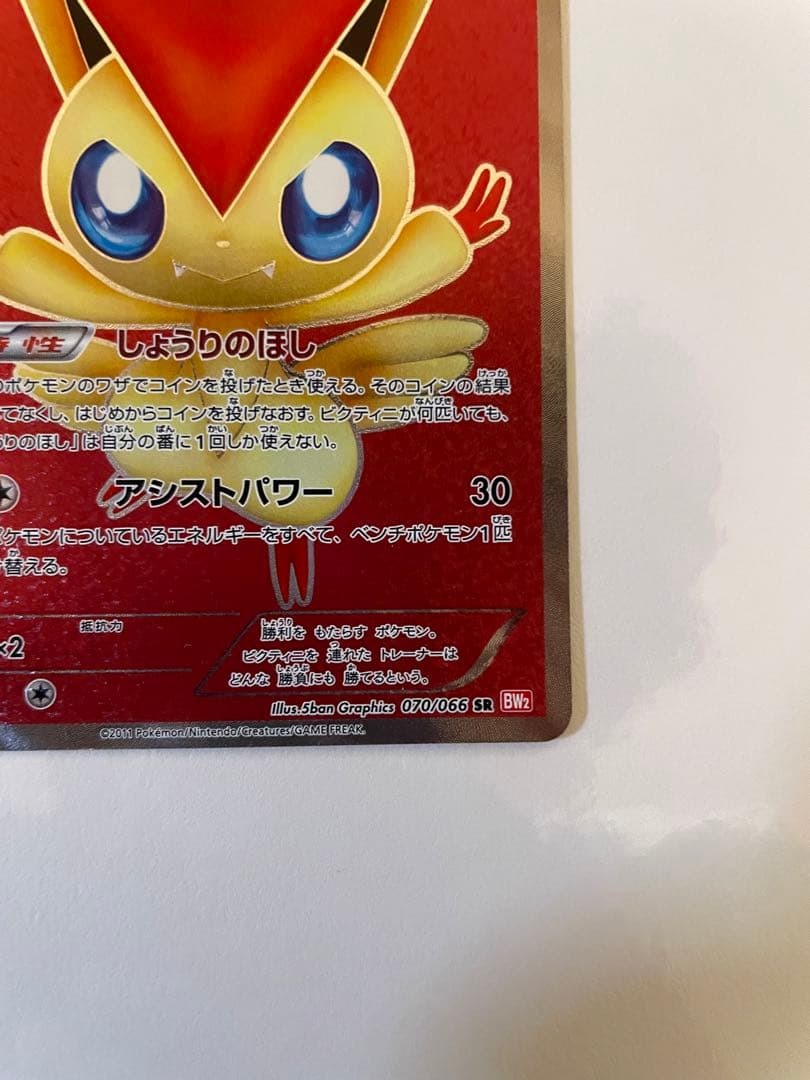 性 しょうりのほし
ポケモンのワザでコインを投げたとき使える。そのコインの結果
てなくし、はじめからコインを投げなおす。ビクティニが何匹いても、
りのほし」は自分の番に1回しか使えない。
アシストパワー 30
ケモンについているエネルギーをすべて、ベンチポケモン1匹
替える。
×2 抵抗力
勝利を もたらす ポケモン。
ビクティニを 連れた トレーナーは
どんな 勝負にも 勝てるという。
Illus.5ban Graphics 070/066 SR BW2
©2011 Pokémon/Nintendo/Creatures/GAME FREAK.